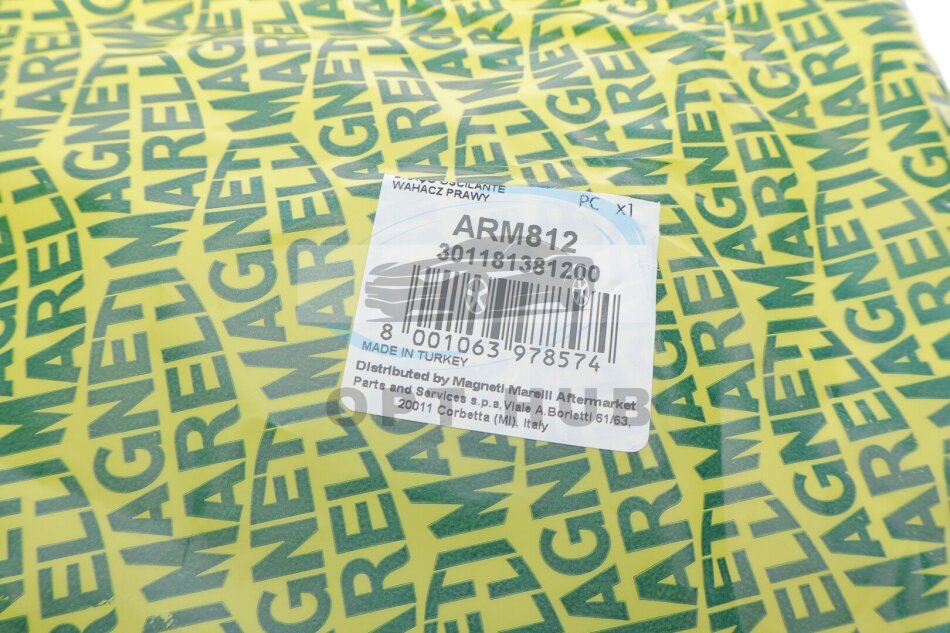 OSCILANTE
WAHACZ PRAWY
PC x1
ARM812
301181381200
8 001063 978574
MADE IN TURKEY
Distributed by Magneti Marelli Aftermarket
Parts and Services s.p.a, Viale A.Borletti 61/63,
20011 Corbetta (MI), Italy
MAGNETI
MARELLI